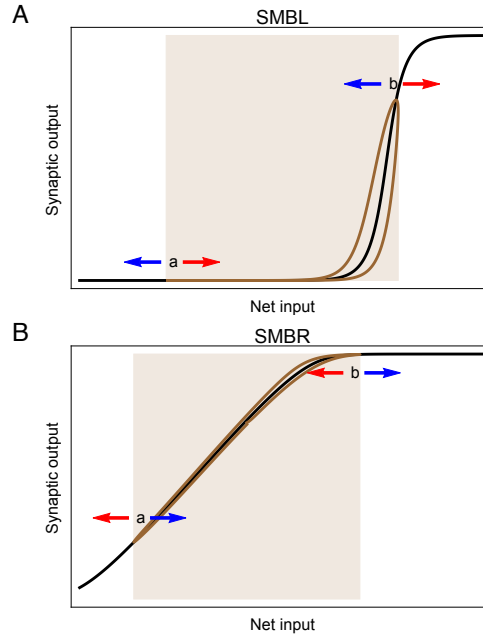 A
SMBL
Synaptic output
b
a
Net input
B
SMBR
Synaptic output
b
a
Net input